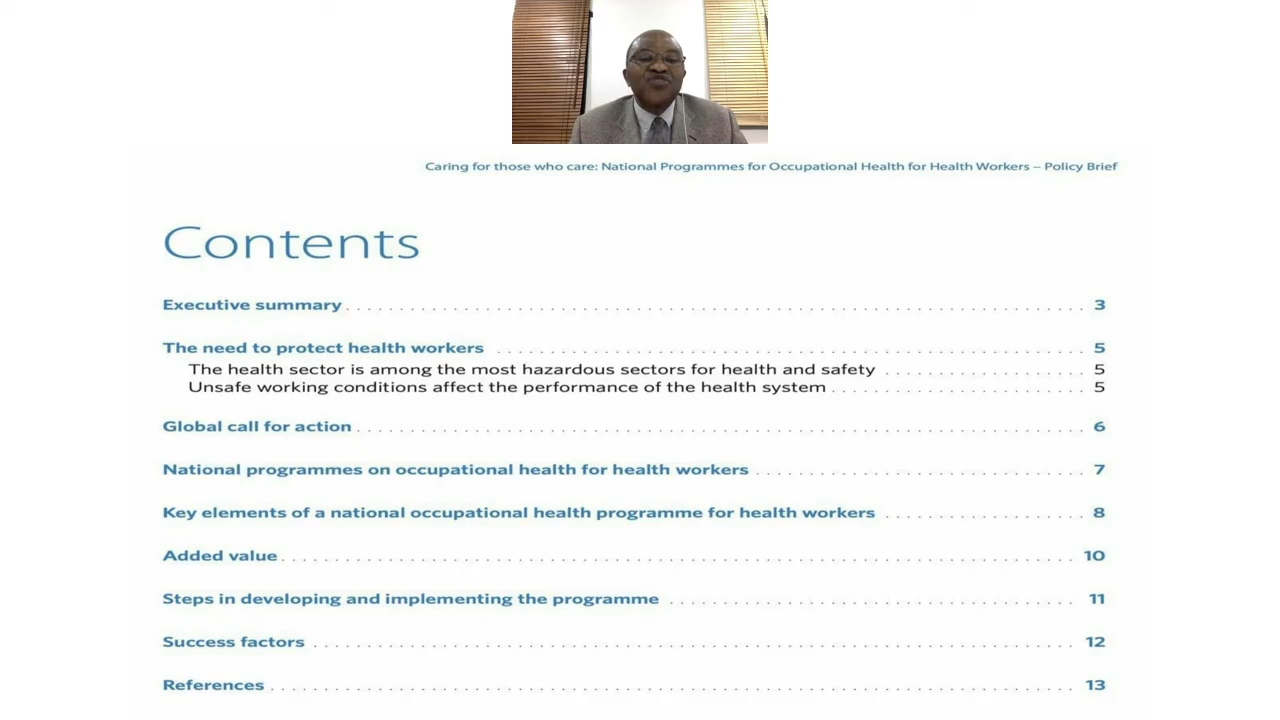 Caring for those who care: National Programmes for Occupational Health for Health Workers – Policy Brief
Contents
Executive summary 3
The need to protect health workers 5
The health sector is among the most hazardous sectors for health and safety 5
Unsafe working conditions affect the performance of the health system 5
Global call for action 6
National programmes on occupational health for health workers 7
Key elements of a national occupational health programme for health workers 8
Added value 10
Steps in developing and implementing the programme 11
Success factors 12
References 13